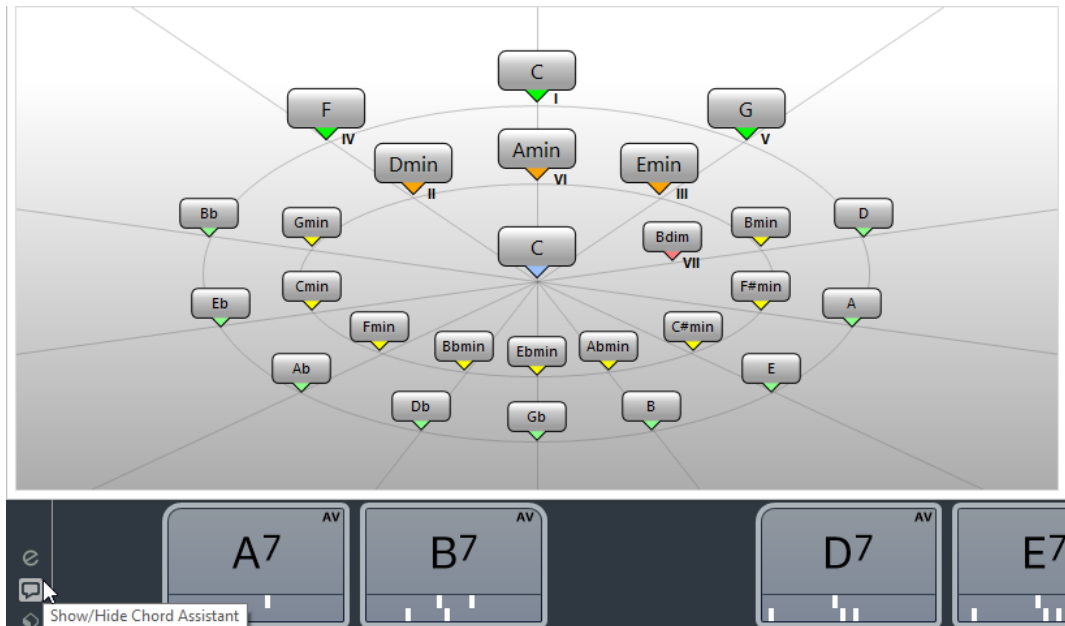 C
I
F
IV
G
V
Amin
VI
Dmin
II
Emin
III
Bb
Gmin
C
Bdim
VII
Bmin
D
Eb
Cmin
F#min
A
Fmin
Bbmin
Ebmin
Abmin
C#min
Ab
E
Db
Gb
B
AV
A7
AV
B7
AV
D7
E7
e
Show/Hide Chord Assistant